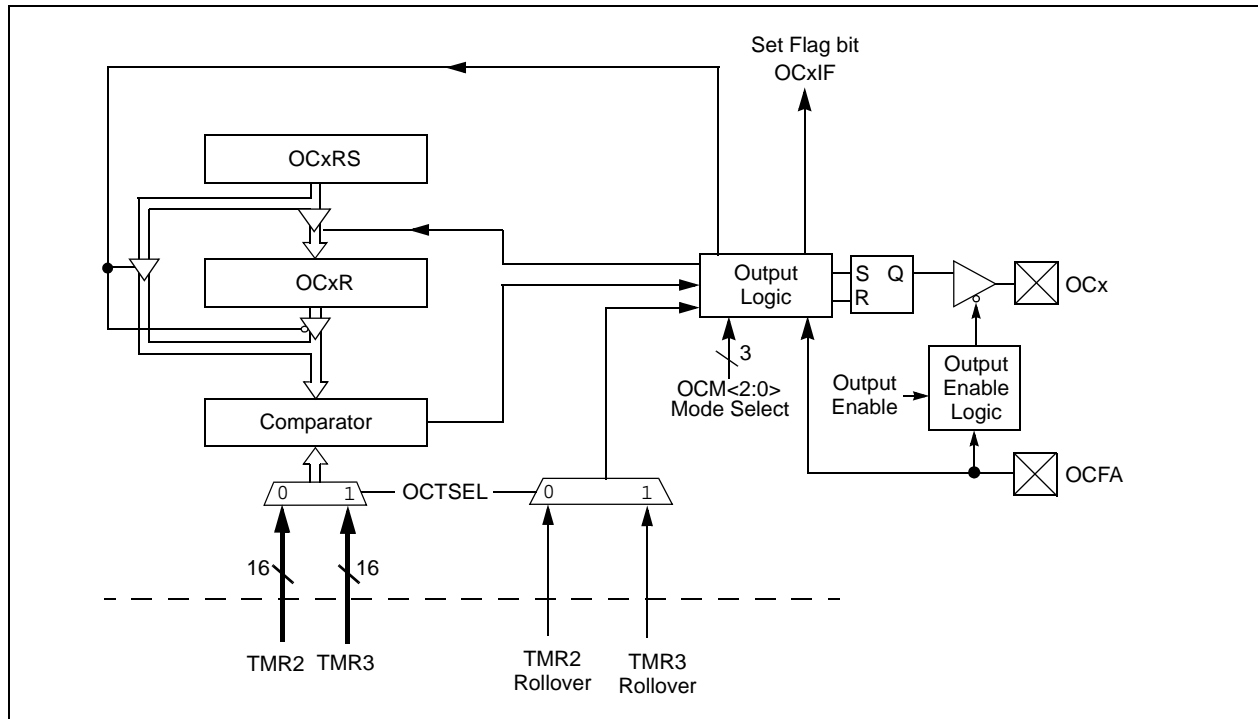 Set Flag bit
OCxIF
OCxRS
OCxR
Output
Logic
S Q
R
OCx
3
OCM<2:0>
Mode Select
Output
Enable
Output
Enable
Logic
Comparator
OCFA
0 1
OCTSEL
0 1
16
16
TMR2
TMR3
TMR2
Rollover
TMR3
Rollover